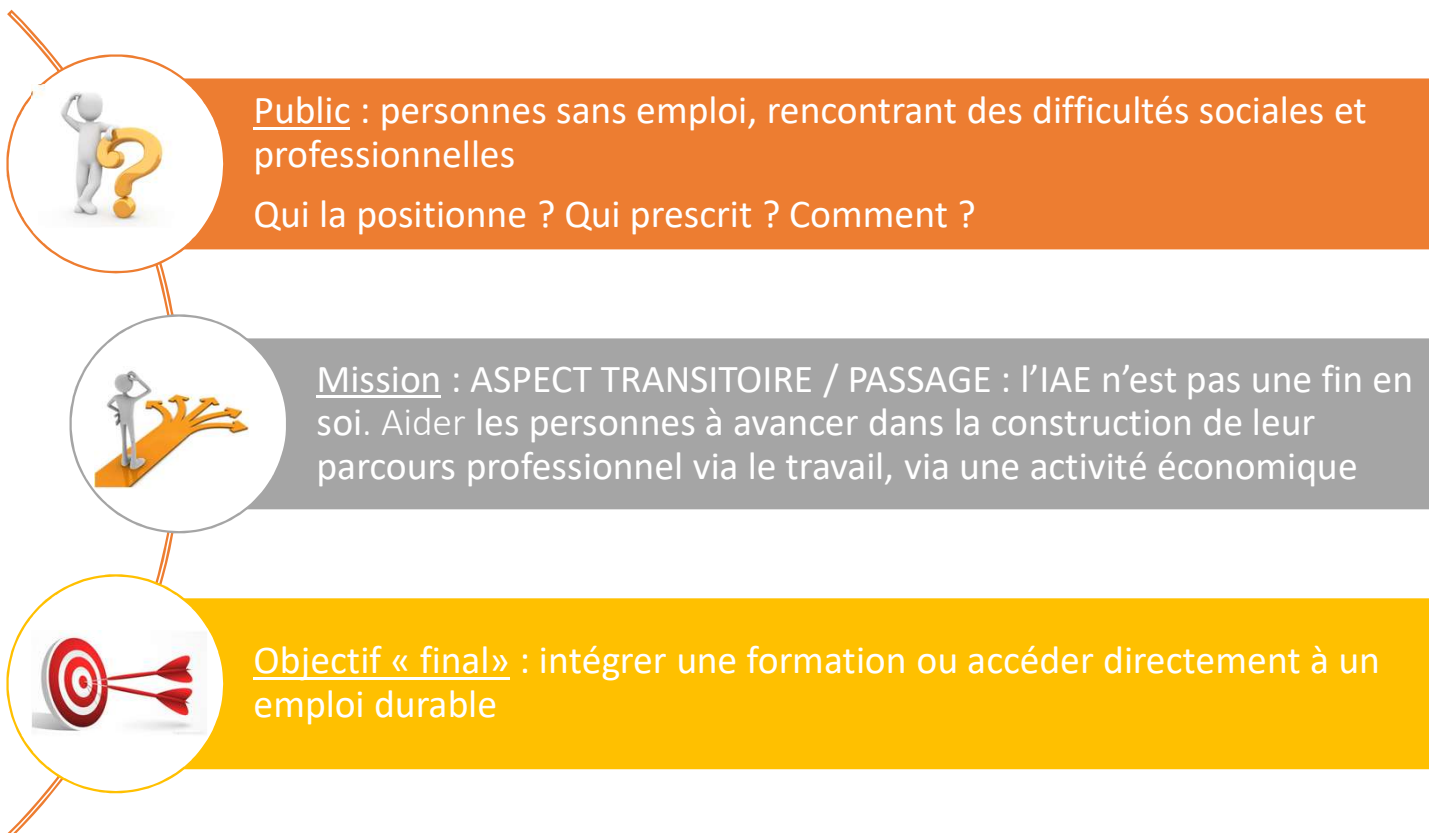 Public : personnes sans emploi, rencontrant des difficultés sociales et
professionnelles
Qui la positionne ? Qui prescrit ? Comment ?
Mission : ASPECT TRANSITOIRE / PASSAGE : l’IAE n’est pas une fin en
soi. Aider les personnes à avancer dans la construction de leur
parcours professionnel via le travail, via une activité économique
Objectif « final» : intégrer une formation ou accéder directement à un
emploi durable